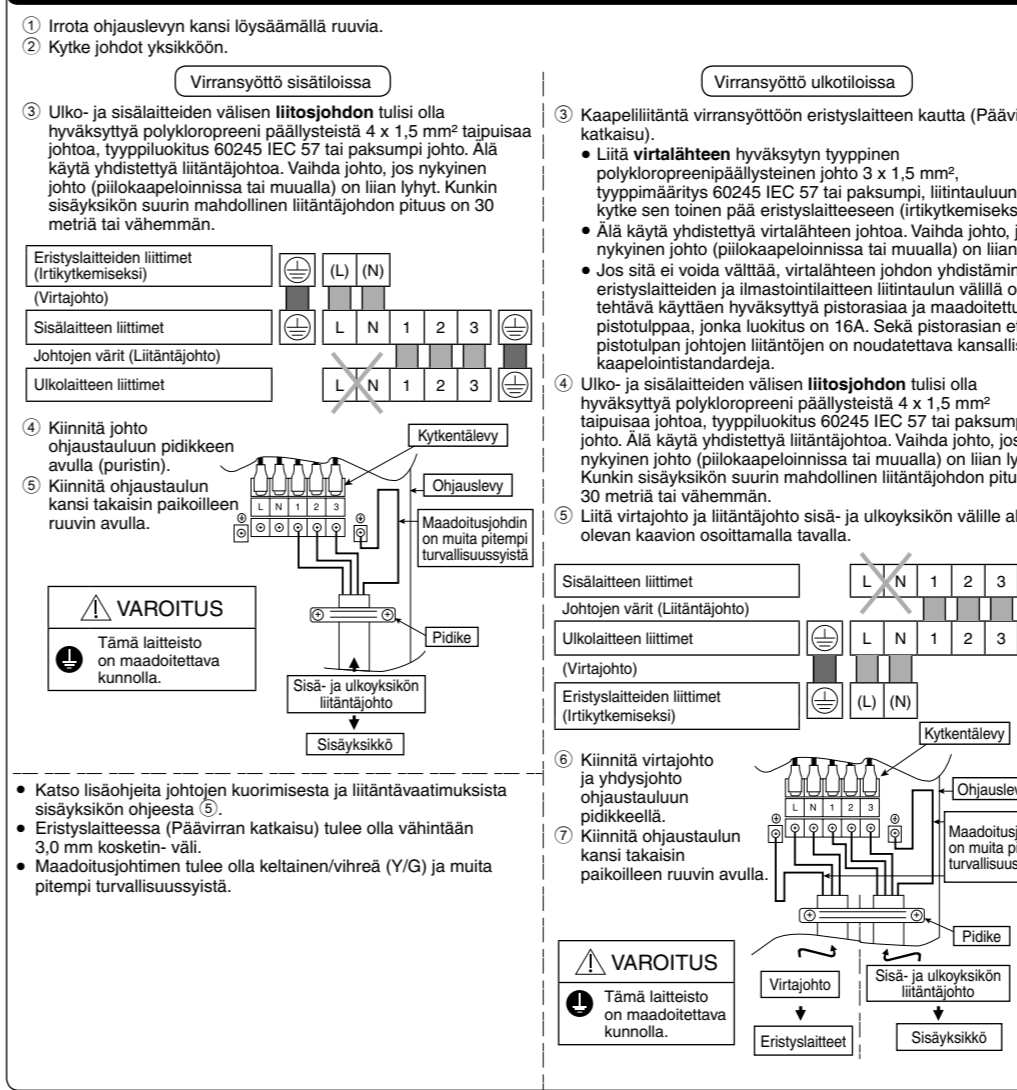 ① Irrota ohjauslevyn kansi löysäämällä ruuvia.
② Kytke johdot yksikköön.
Virransyöttö sisätiloissa
③ Ulko- ja sisälaitteiden välisen liitosjohdon tulisi olla
hyväksyttyä polykloropreeni päällysteistä 4 x 1,5 mm² taipuisaa
johtoa, tyyppiluokitus 60245 IEC 57 tai paksumpi johto. Älä
käytä yhdistettyä liitäntäjohtoa. Vaihda johto, jos nykyinen
johto (piilokaapeloinnissa tai muualla) on liian lyhyt. Kunkin
sisäyksikön suurin mahdollinen liitäntäjohdon pituus on 30
metriä tai vähemmän.
Eristyslaitteiden liittimet
(Irtikytkemiseksi)
(L) (N)
(Virtajohto)
Sisälaitteen liittimet
L N 1 2 3
Johtojen värit (Liitäntäjohto)
Ulkolaitteen liittimet
L N 1 2 3
④ Kiinnitä johto
ohjaustauluun pidikkeen
avulla (puristin).
⑤ Kiinnitä ohjaustaulun
kansi takaisin paikoilleen
ruuvin avulla.
Kytkentälevy
Ohjauslevy
L N 1 2 3
Maadoitusjohdin
on muita pitempi
turvallisuussyistä
Pidike
Sisä- ja ulkoyksikön
liitäntäjohto
Sisäyksikkö
VAROITUS
Tämä laitteisto
on maadoitettava
kunnolla.
• Katso lisäohjeita johtojen kuorimisesta ja liitäntävaatimuksista
sisäyksikön ohjeesta ⑤.
• Eristyslaitteessa (Päävirran katkaisu) tulee olla vähintään
3,0 mm kosketin- väli.
• Maadoitusjohtimen tulee olla keltainen/vihreä (Y/G) ja muita
pitempi turvallisuussyistä.
Virransyöttö ulkotiloissa
③ Kaapeliliitäntä virransyöttöön eristyslaitteen kautta (Päävi
katkaisu).
• Liitä virtalähteen hyväksytyn tyyppinen
polykloropreenipäällysteinen johto 3 x 1,5 mm²,
tyyppimääritys 60245 IEC 57 tai paksumpi, liitintauluun
kytke sen toinen pää eristyslaitteeseen (irtikytkemiseks
• Älä käytä yhdistettyä virtalähteen johtoa. Vaihda johto, j
nykyinen johto (piilokaapeloinnissa tai muualla) on liian
• Jos sitä ei voida välttää, virtalähteen johdon yhdistämin
eristyslaitteiden ja ilmastointilaitteen liitintaulun välillä o
tehtävä käyttäen hyväksyttyä pistorasiaa ja maadoitettu
pistotulppaa, jonka luokitus on 16A. Sekä pistorasian et
pistotulpan johtojen liitäntöjen on noudatettava kansallis
kaapelointistandardeja.
④ Ulko- ja sisälaitteiden välisen liitosjohdon tulisi olla
hyväksyttyä polykloropreeni päällysteistä 4 x 1,5 mm²
taipuisaa johtoa, tyyppiluokitus 60245 IEC 57 tai paksump
johto. Älä käytä yhdistettyä liitäntäjohtoa. Vaihda johto, jos
nykyinen johto (piilokaapeloinnissa tai muualla) on liian ly
Kunkin sisäyksikön suurin mahdollinen liitäntäjohdon pitu
30 metriä tai vähemmän.
⑤ Liitä virtajohto ja liitäntäjohto sisä- ja ulkoyksikön välille al
olevan kaavion osoittamalla tavalla.
Sisälaitteen liittimet
L N 1 2 3
Johtojen värit (Liitäntäjohto)
Ulkolaitteen liittimet
L N 1 2 3
(Virtajohto)
Eristyslaitteiden liittimet
(Irtikytkemiseksi)
(L) (N)
⑥ Kiinnitä virtajohto
ja yhdysjohto
ohjaustauluun
pidikkeellä.
⑦ Kiinnitä ohjaustaulun
kansi takaisin
paikoilleen ruuvin avulla.
Kytkentälevy
Ohjauslev
L N 1 2 3
Maadoitusj
on muita pi
turvallisuus
Pidike
Virtajohto
Sisä- ja ulkoyksikön
liitäntäjohto
Eristyslaitteet
Sisäyksikkö
VAROITUS
Tämä laitteisto
on maadoitettava
kunnolla.